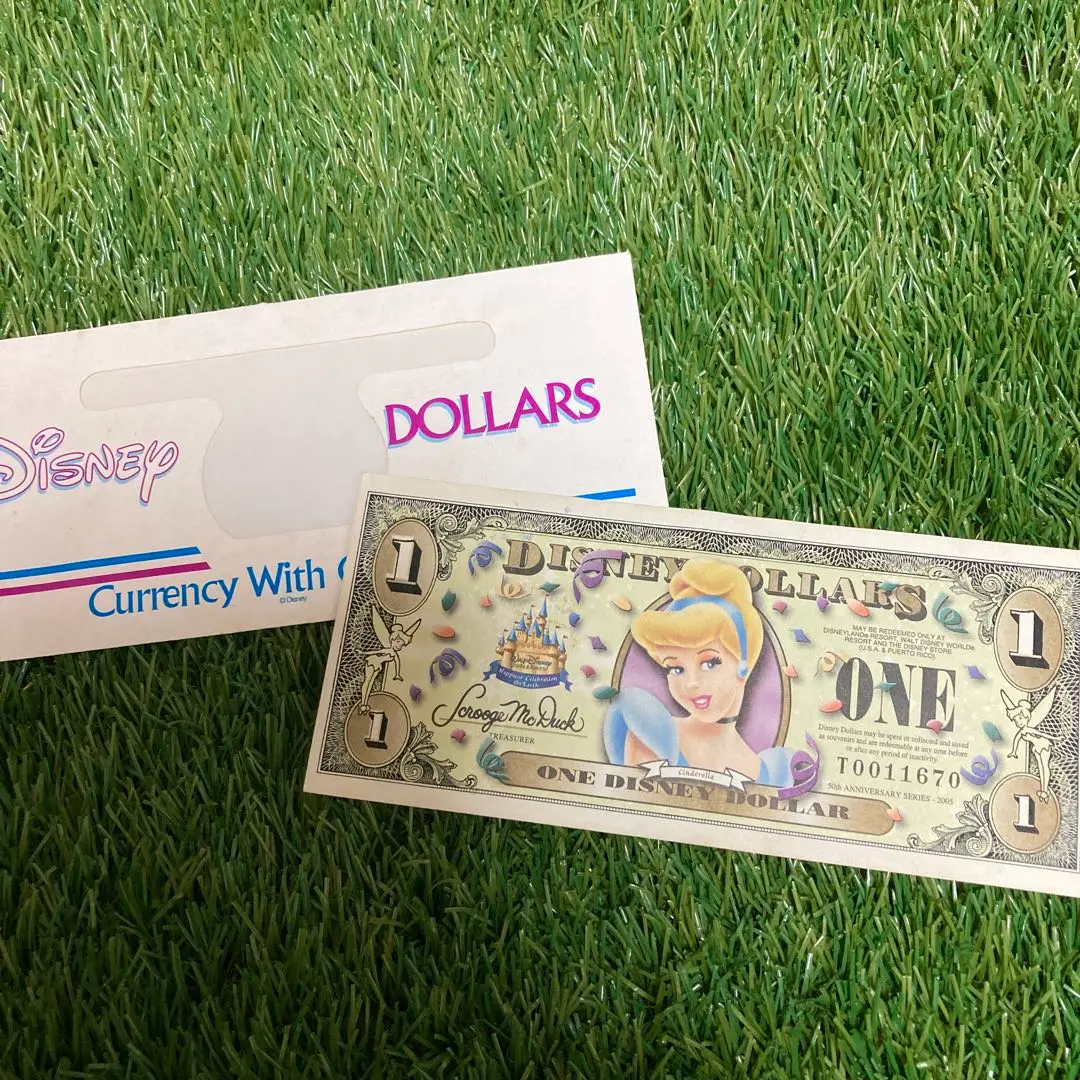 DISNEY DOLLARS
Currency With
© Disney
1 DISNEY DOLLARS 1
MAY BE REDEEMED ONLY AT
DISNEYLAND® RESORT, WALT DISNEY WORLD®
RESORT AND THE DISNEY STORE
(U.S.A. & PUERTO RICO).
Walt Disney
Happiest Celebration
On Earth
ONE
Scrooge McDuck
TREASURER
Disney Dollars may be spent or collected and saved
as souvenirs and are redeemable at any time before
or after any period of inactivity.
T0011670
50th ANNIVERSARY SERIES - 2005
Cinderella
1 ONE DISNEY DOLLAR 1